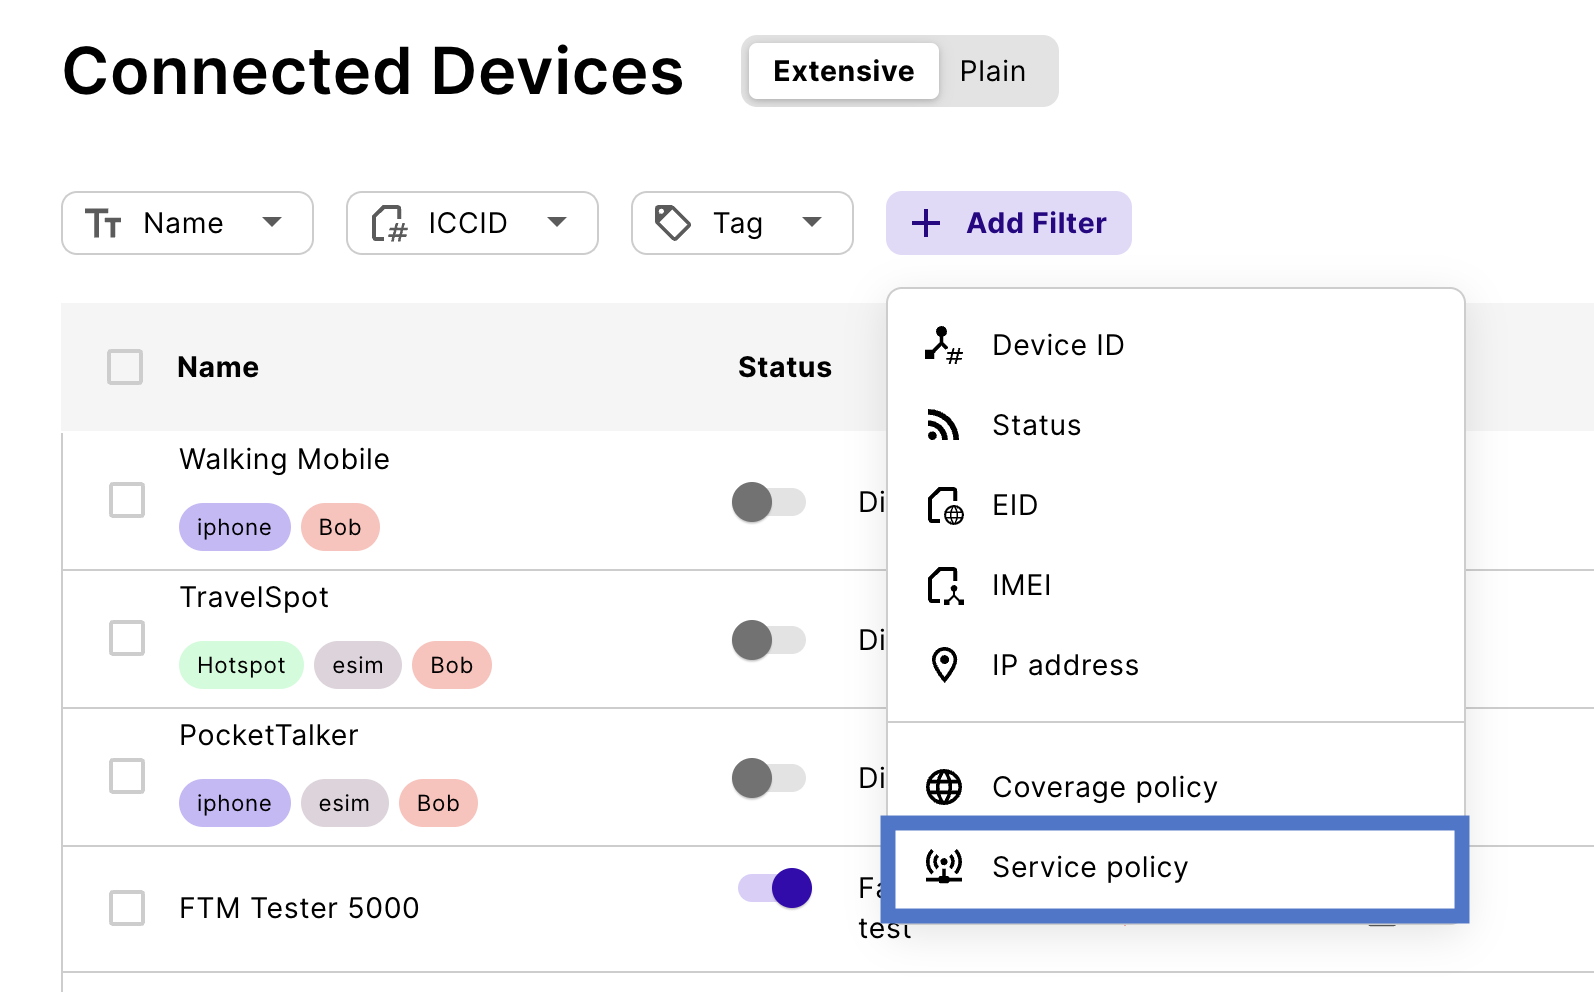 Connected Devices
Extensive
Plain
Name
ICCID
Tag
Add Filter
Name
Status
Device ID
Status
EID
IMEI
IP address
Coverage policy
Service policy
Walking Mobile
iphone
Bob
Di
TravelSpot
Hotspot
esim
Bob
Di
PocketTalker
iphone
esim
Bob
Di
FTM Tester 5000
Fa
test